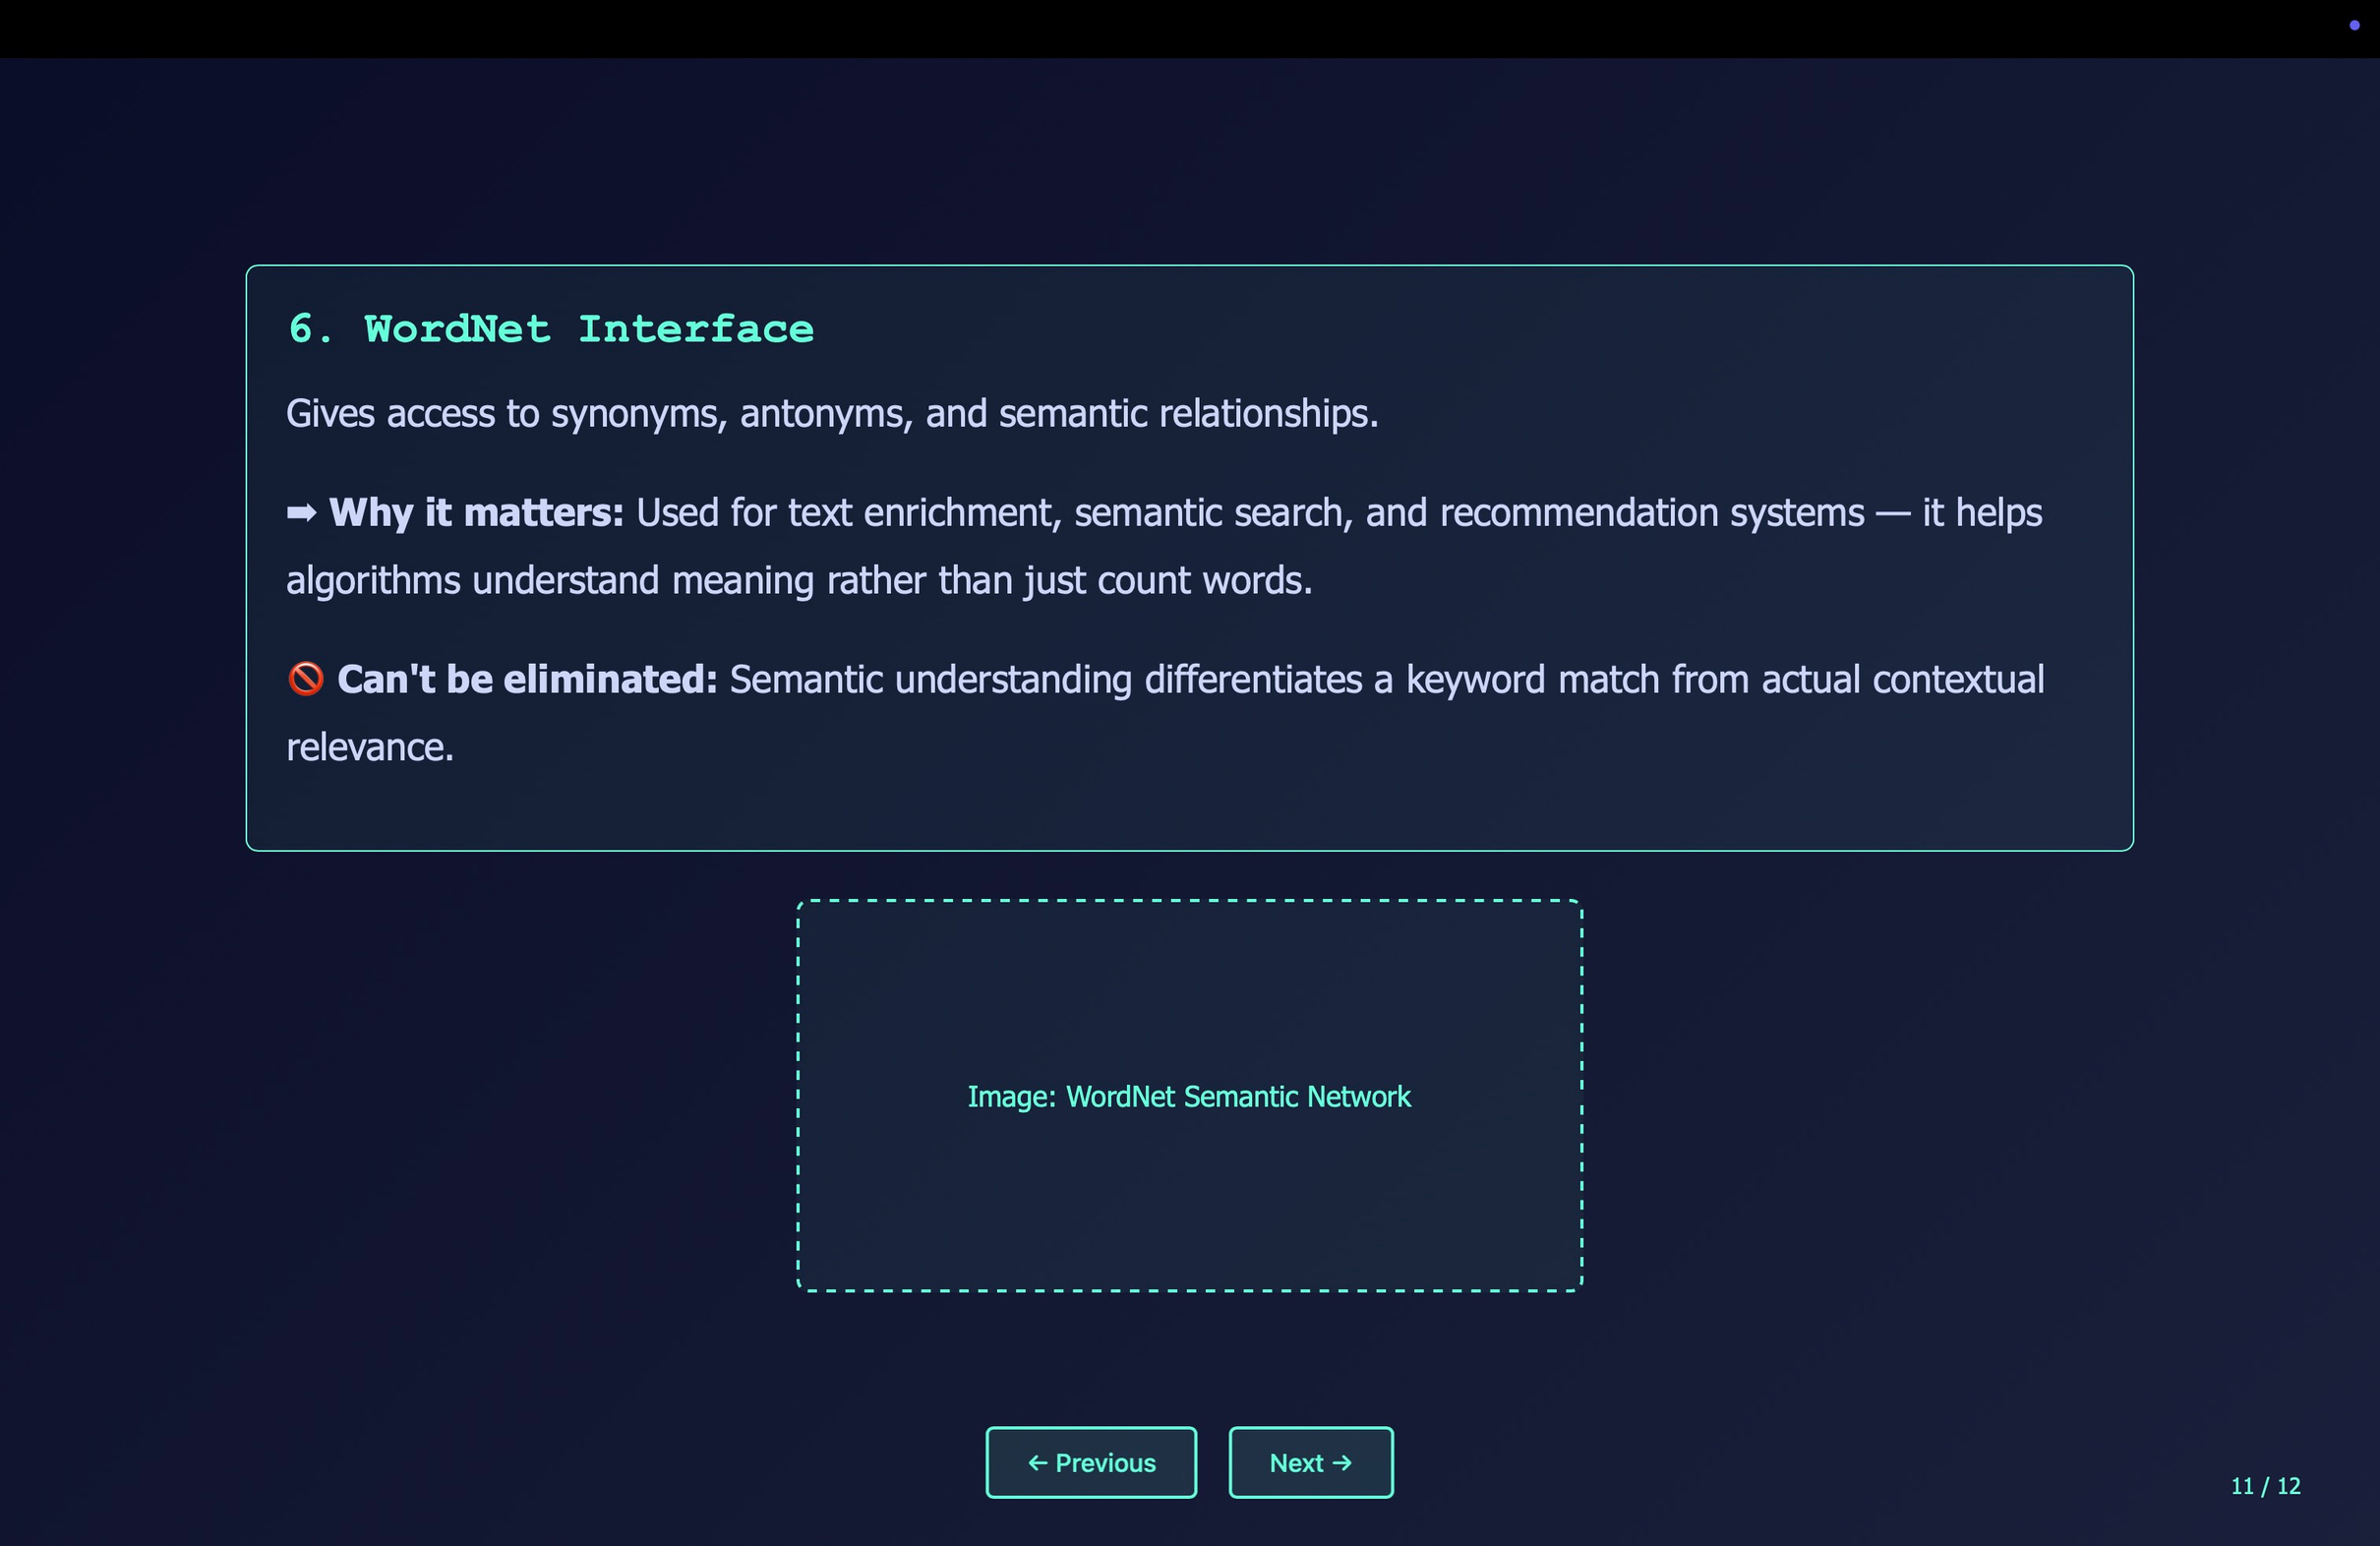 6. WordNet Interface
Gives access to synonyms, antonyms, and semantic relationships.
➡ Why it matters: Used for text enrichment, semantic search, and recommendation systems — it helps
algorithms understand meaning rather than just count words.
🚫 Can't be eliminated: Semantic understanding differentiates a keyword match from actual contextual
relevance.
Image: WordNet Semantic Network
← Previous
Next →
11 / 12